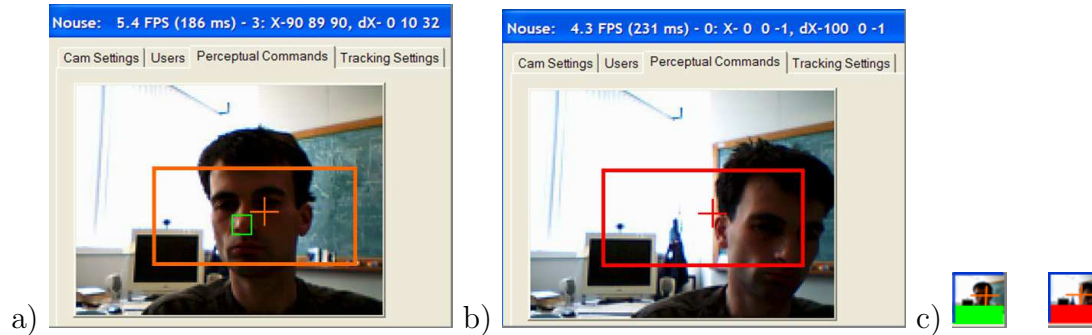 Nouse: 5.4 FPS (186 ms) - 3: X-90 89 90, dX- 0 10 32
Cam Settings Users Perceptual Commands Tracking Settings
a)
Nouse: 4.3 FPS (231 ms) - 0: X- 0 0 -1, dX-100 0 -1
Cam Settings Users Perceptual Commands Tracking Settings
b)
c)